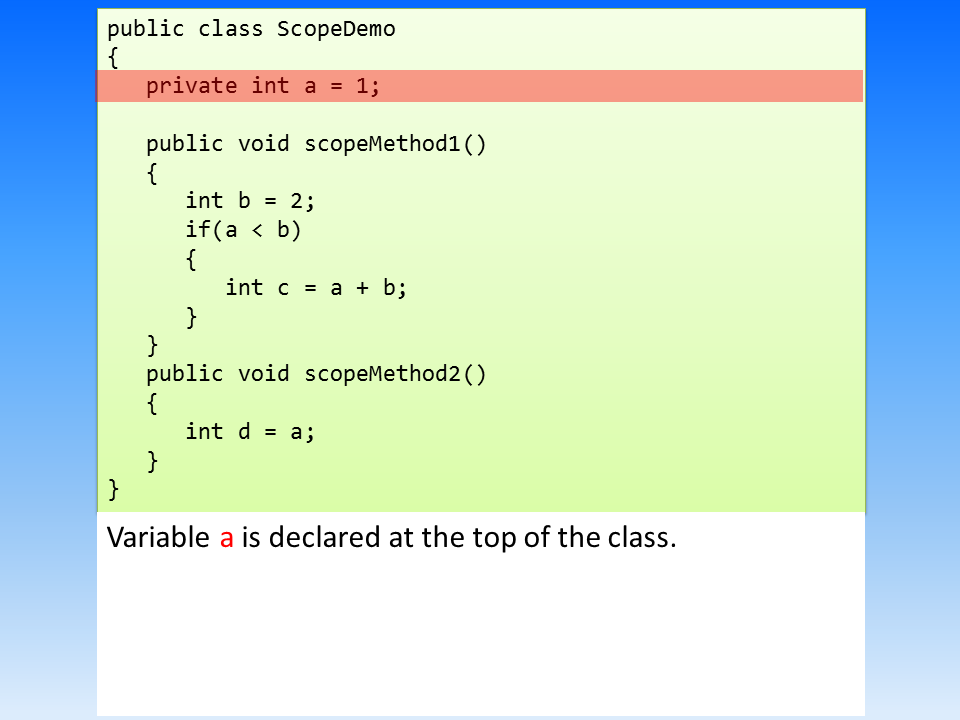 public class ScopeDemo
{
   private int a = 1;

   public void scopeMethod1()
   {
      int b = 2;
      if(a < b)
      {
         int c = a + b;
      }
   }
   public void scopeMethod2()
   {
      int d = a;
   }
}
Variable a is declared at the top of the class.